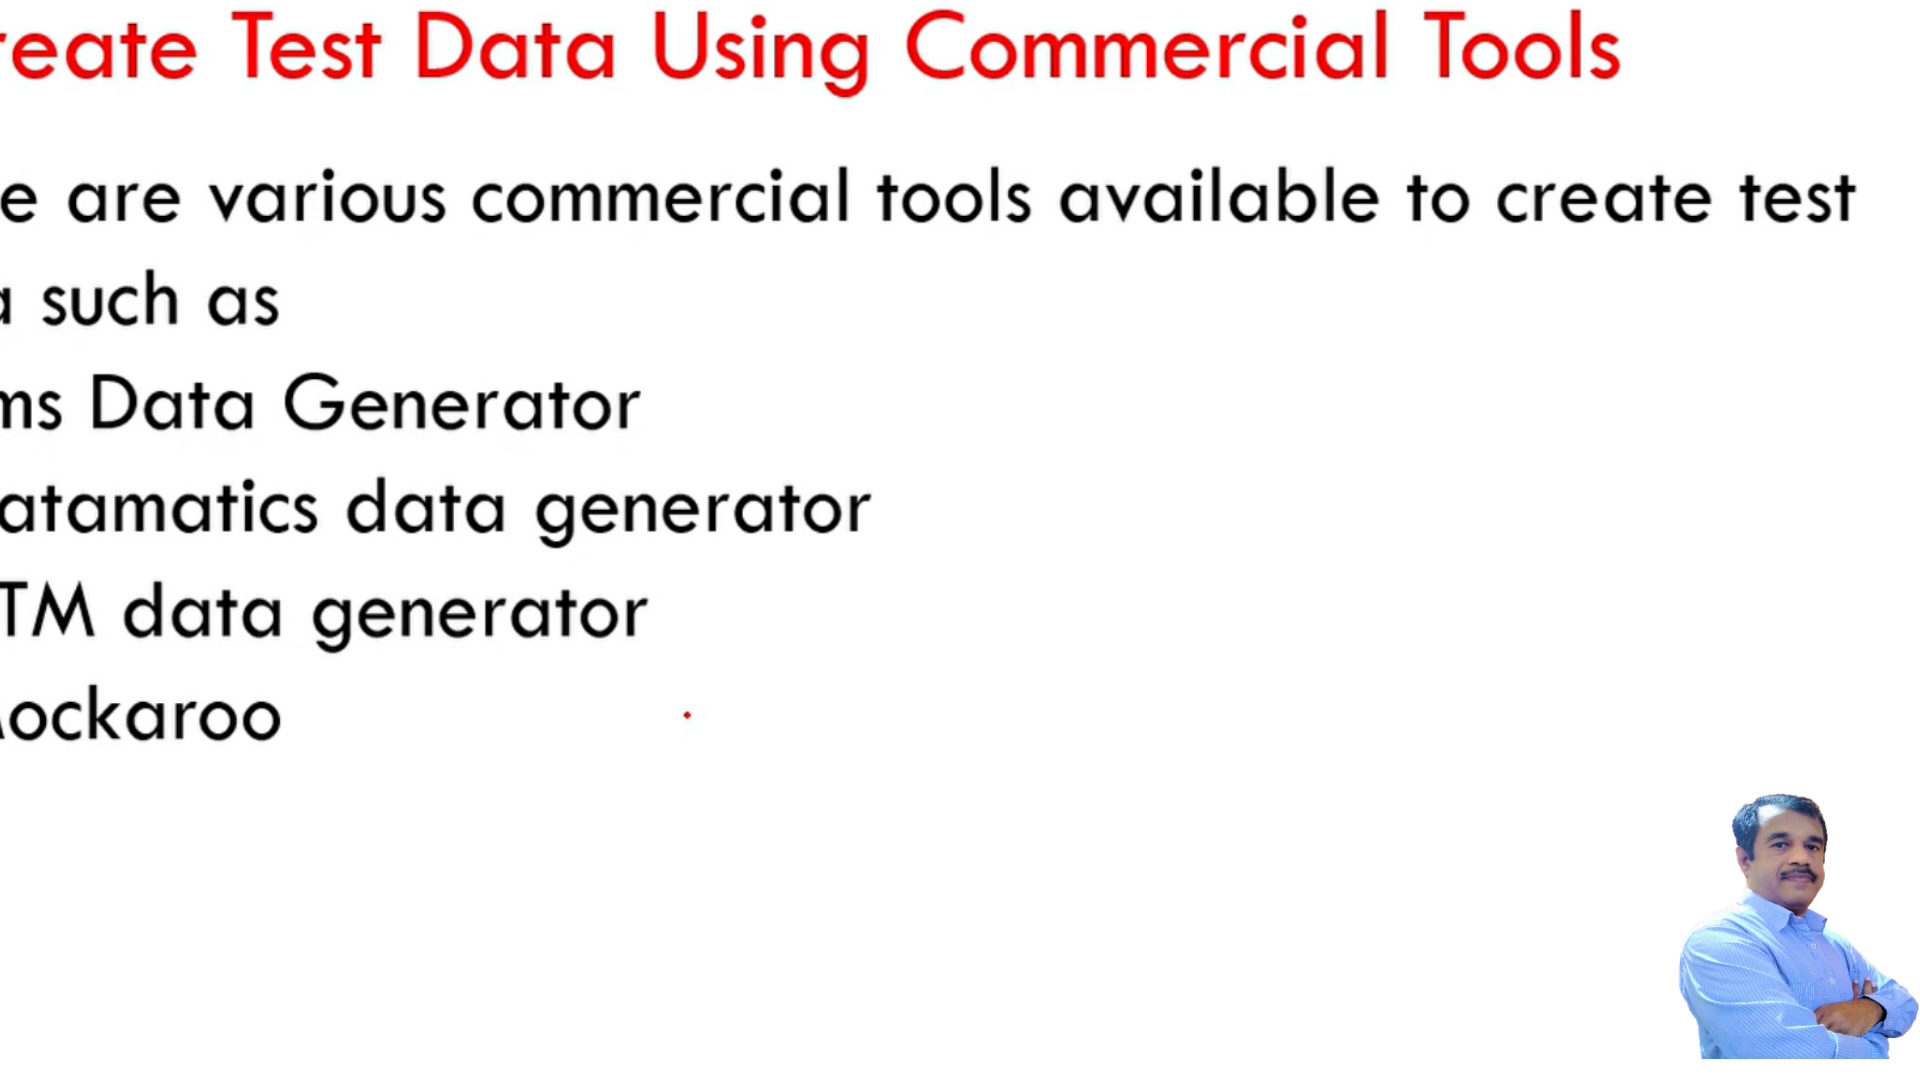 reate Test Data Using Commercial Tools
e are various commercial tools available to create test
a such as
ms Data Generator
atamatics data generator
TM data generator
ockaroo